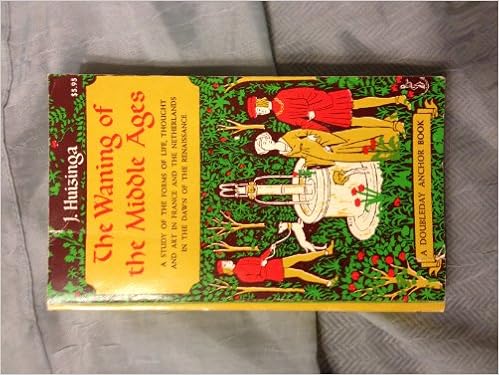 $5.95
J. Huizinga
The Waning of
the Middle Ages
A STUDY OF THE FORMS OF LIFE, THOUGHT
AND ART IN FRANCE AND THE NETHERLANDS
IN THE DAWN OF THE RENAISSANCE
A DOUBLEDAY ANCHOR BOOK